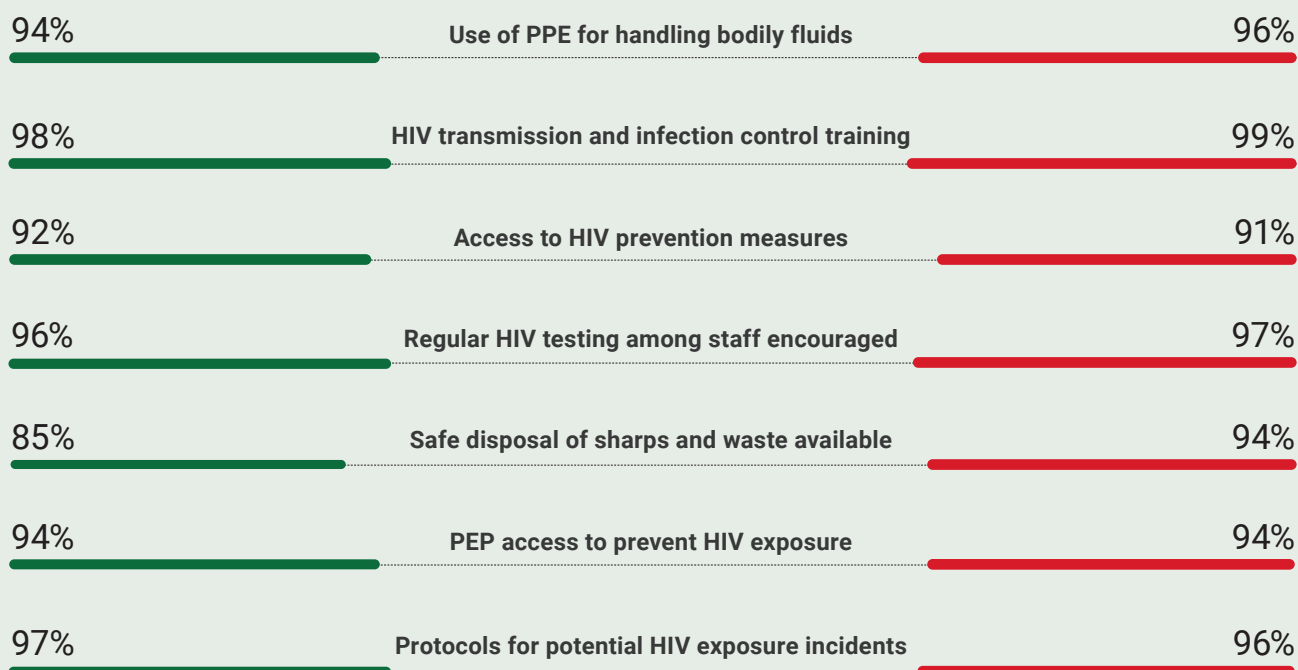 94% Use of PPE for handling bodily fluids 96%
98% HIV transmission and infection control training 99%
92% Access to HIV prevention measures 91%
96% Regular HIV testing among staff encouraged 97%
85% Safe disposal of sharps and waste available 94%
94% PEP access to prevent HIV exposure 94%
97% Protocols for potential HIV exposure incidents 96%